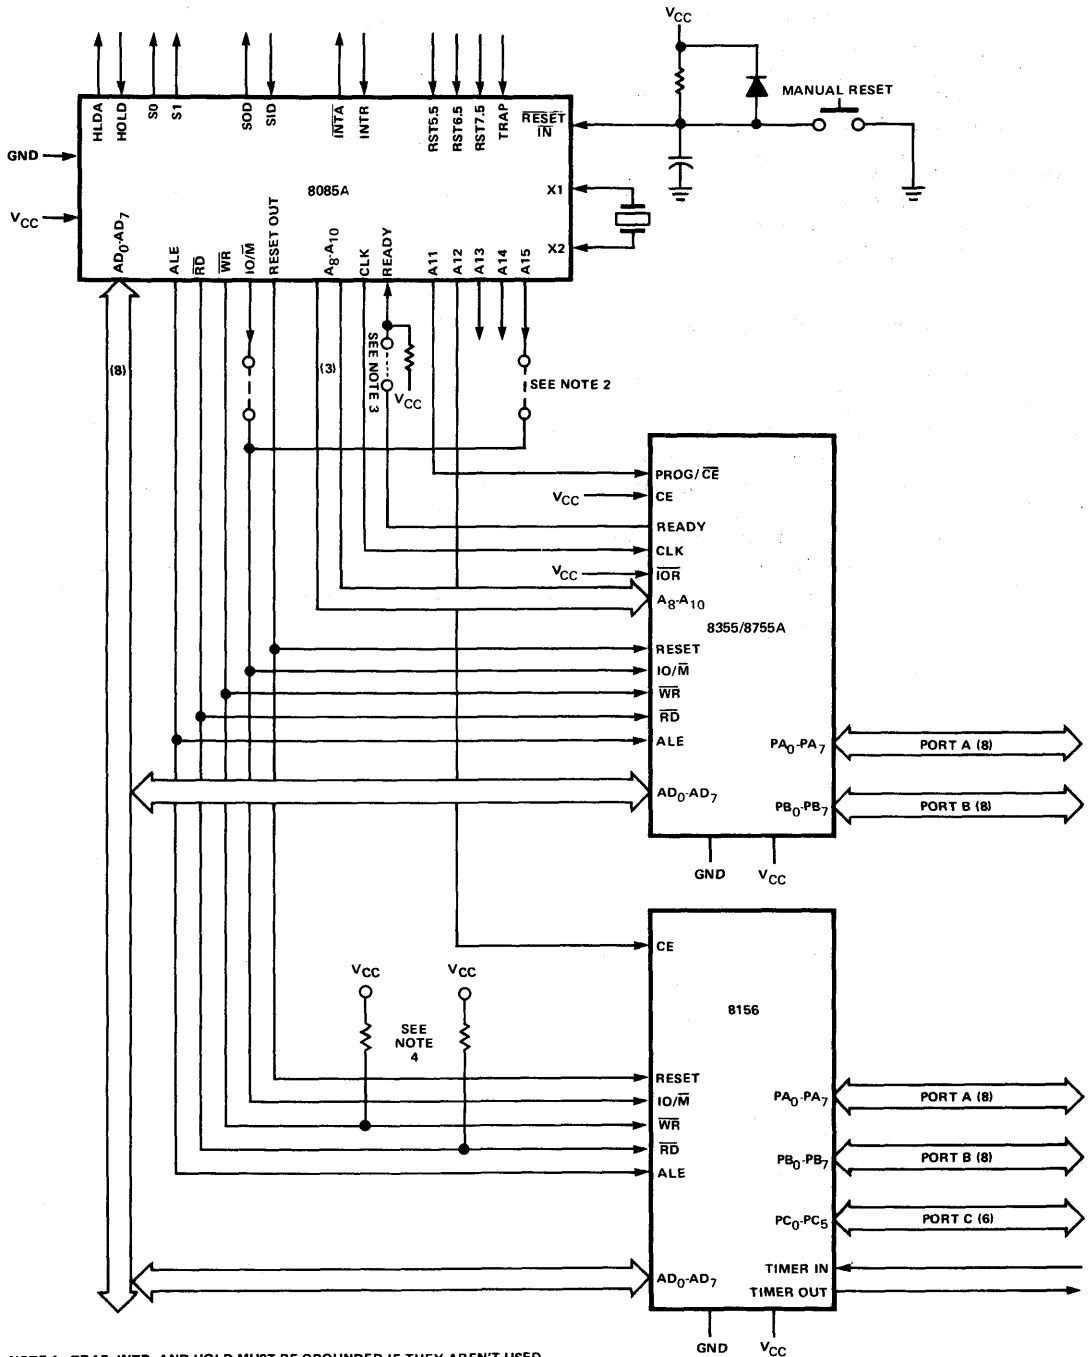 VCC
MANUAL RESET
HLDA
HOLD
S0
S1
SOD
SID
INTA
INTR
RST5.5
RST6.5
RST7.5
TRAP
RESET IN
GND
VCC
8085A
X1
X2
AD0-AD7
ALE
RD
WR
IO/M
RESET OUT
A8-A10
CLK
READY
A11
A12
A13
A14
A15
(8)
(3)
SEE NOTE 3
VCC
SEE NOTE 2
PROG/CE
VCC
CE
READY
CLK
VCC
IOR
A8-A10
8355/8755A
RESET
IO/M
WR
RD
ALE
PA0-PA7
PORT A (8)
AD0-AD7
PB0-PB7
PORT B (8)
GND
VCC
CE
VCC
VCC
8156
SEE
NOTE
4
RESET
IO/M
PA0-PA7
PORT A (8)
WR
RD
PB0-PB7
PORT B (8)
ALE
PC0-PC5
PORT C (6)
AD0-AD7
TIMER IN
TIMER OUT
GND
VCC